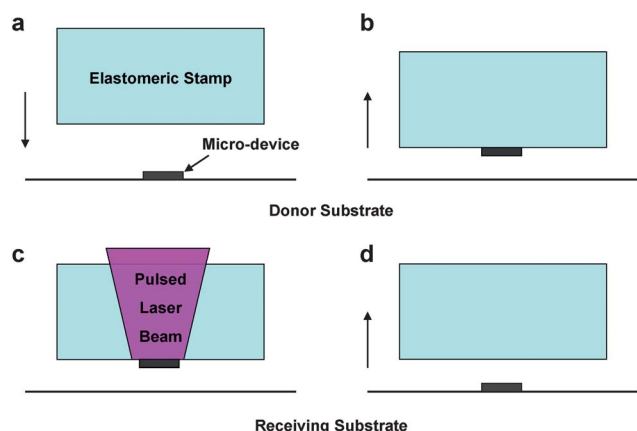 a
b
Elastomeric Stamp
Micro-device
Donor Substrate
c
d
Pulsed
Laser
Beam
Receiving Substrate